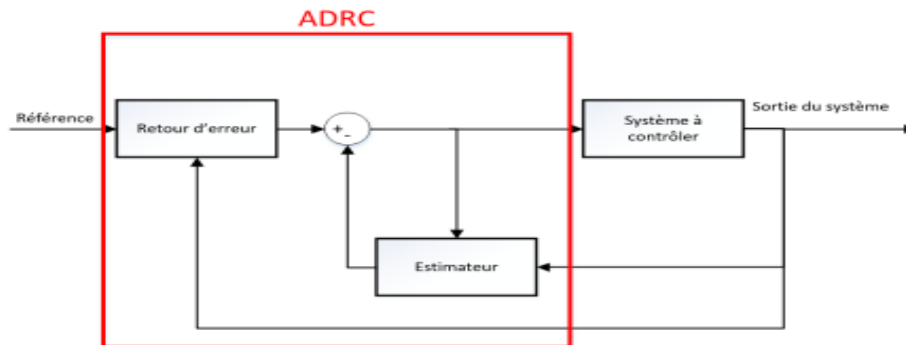 ADRC
Référence
Retour d'erreur
+
-
Système à
contrôler
Sortie du système
Estimateur